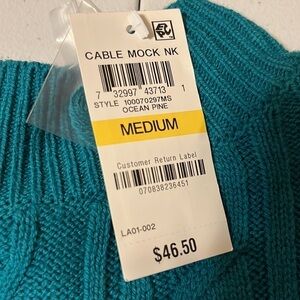 CABLE MOCK NK
7 32997 43713 1
STYLE 100070297MS
OCEAN PINE
MEDIUM
Customer Return Label
070838236451
LA01-002
$46.50